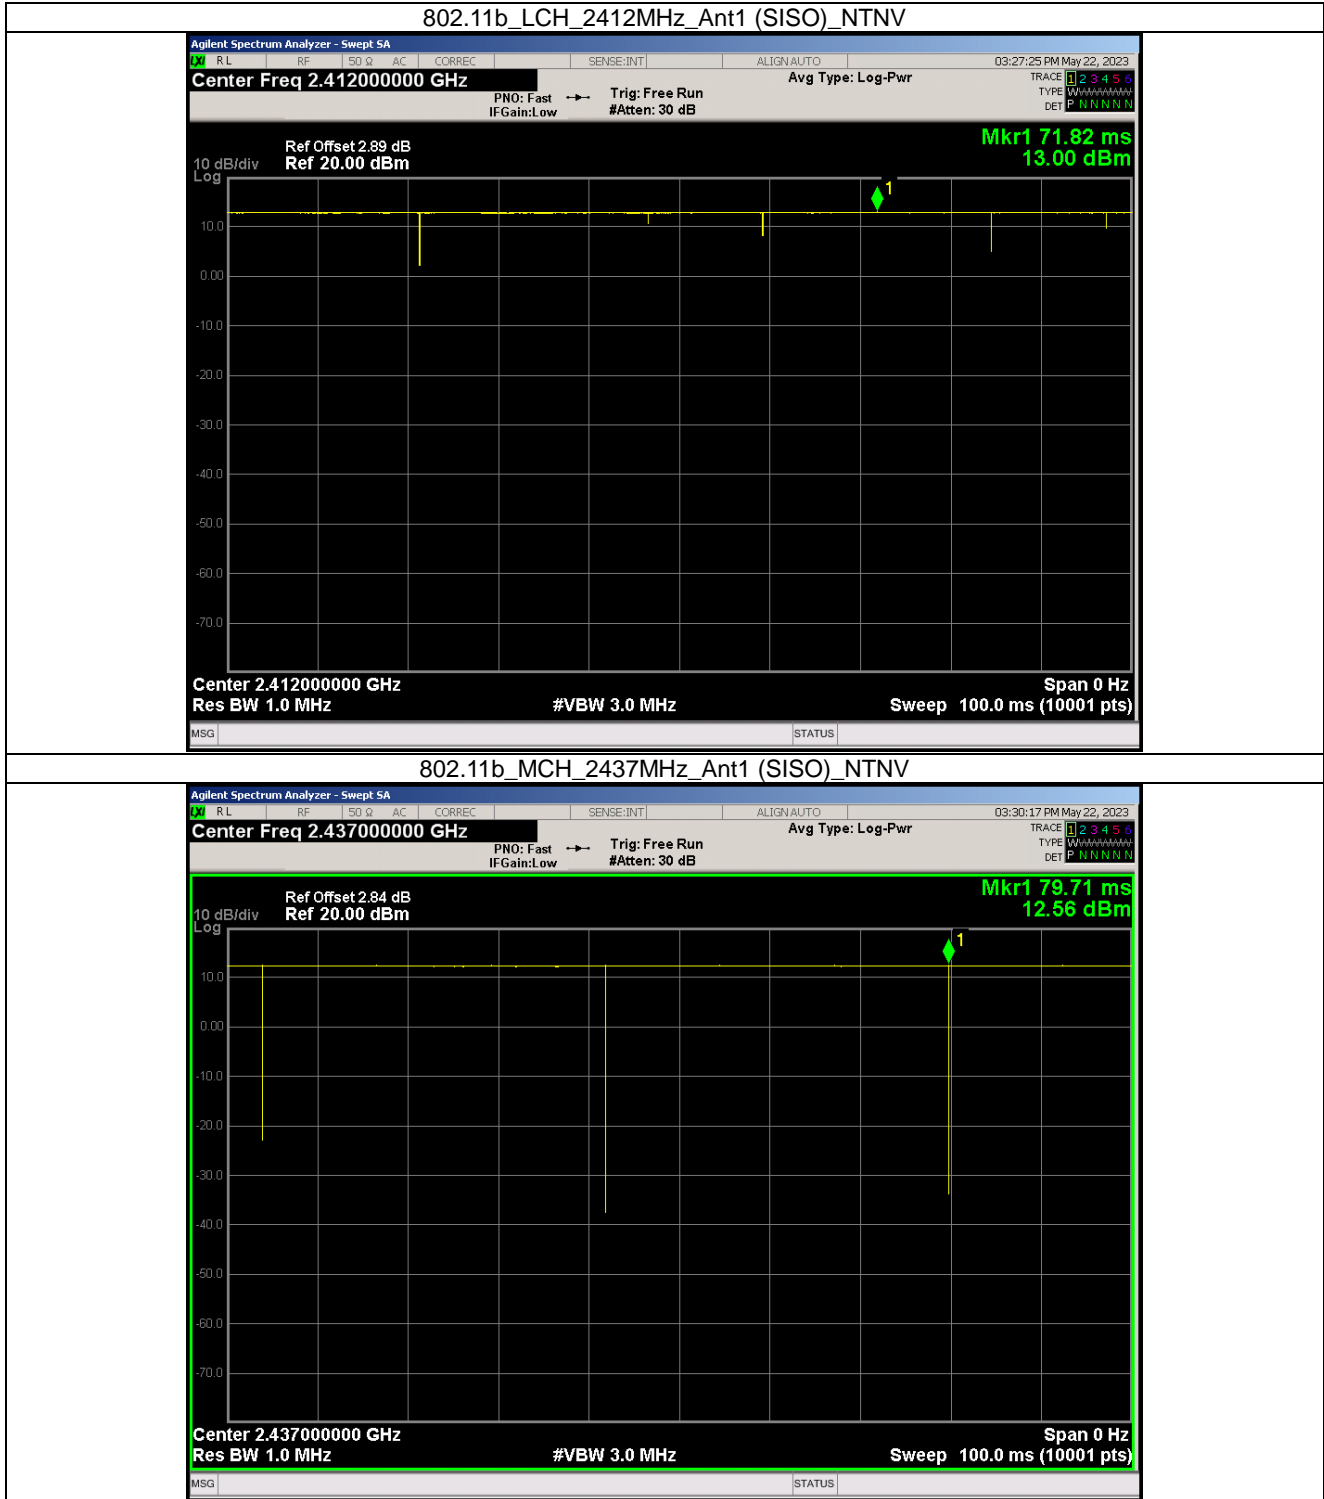 802.11b_LCH_2412MHz_Ant1 (SISO)_NTNV
Agilent Spectrum Analyzer - Swept SA
LXI RL RF 50 Ω AC CORREC SENSE:INT ALIGN AUTO 03:27:25 PM May 22, 2023
Center Freq 2.412000000 GHz Avg Type: Log-Pwr TRACE 1 2 3 4 5 6
PNO: Fast Trig: Free Run TYPE WWWWWW
IFGain:Low #Atten: 30 dB DET P N N N N N
Mkr1 71.82 ms
Ref Offset 2.89 dB
10 dB/div Ref 20.00 dBm 13.00 dBm
Log
1
10.0
0.00
-10.0
-20.0
-30.0
-40.0
-50.0
-60.0
-70.0
Center 2.412000000 GHz Span 0 Hz
Res BW 1.0 MHz #VBW 3.0 MHz Sweep 100.0 ms (10001 pts)
MSG STATUS
802.11b_MCH_2437MHz_Ant1 (SISO)_NTNV
Agilent Spectrum Analyzer - Swept SA
LXI RL RF 50 Ω AC CORREC SENSE:INT ALIGN AUTO 03:30:17 PM May 22, 2023
Center Freq 2.437000000 GHz Avg Type: Log-Pwr TRACE 1 2 3 4 5 6
PNO: Fast Trig: Free Run TYPE WWWWWW
IFGain:Low #Atten: 30 dB DET P N N N N N
Mkr1 79.71 ms
Ref Offset 2.84 dB
10 dB/div Ref 20.00 dBm 12.56 dBm
Log
1
10.0
0.00
-10.0
-20.0
-30.0
-40.0
-50.0
-60.0
-70.0
Center 2.437000000 GHz Span 0 Hz
Res BW 1.0 MHz #VBW 3.0 MHz Sweep 100.0 ms (10001 pts)
MSG STATUS